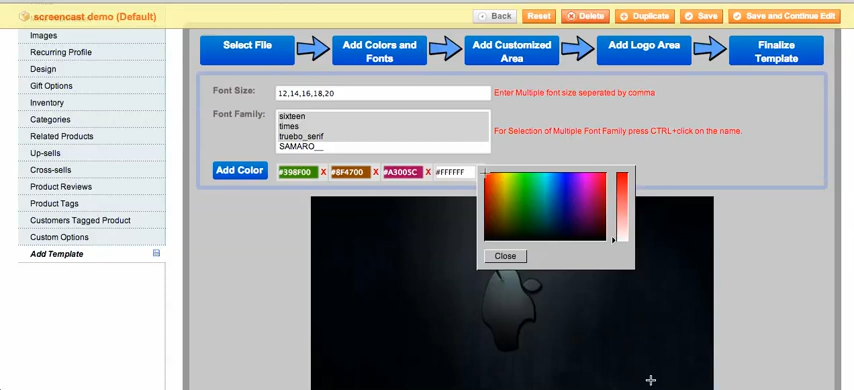 screencast demo (Default)
Back
Reset
Delete
Duplicate
Save
Save and Continue Edit
Images
Recurring Profile
Design
Gift Options
Inventory
Categories
Related Products
Up-sells
Cross-sells
Product Reviews
Product Tags
Customers Tagged Product
Custom Options
Add Template
Select File
Add Colors and
Fonts
Add Customized
Area
Add Logo Area
Finalize
Template
Font Size:
12,14,16,18,20
Enter Multiple font size seperated by comma
Font Family:
sixteen
times
truebo_serif
SAMARO__
For Selection of Multiple Font Family press CTRL+click on the name.
Add Color
#398F00 X #8F4700 X #A3005C X #FFFFFF
Close